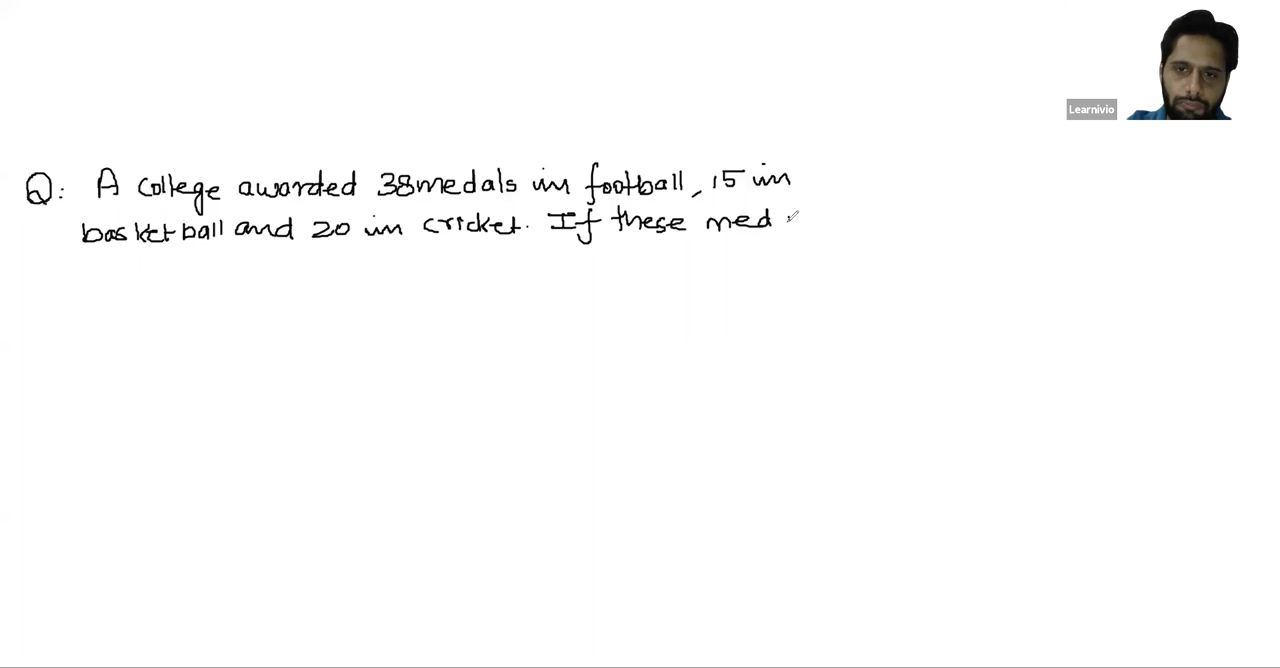 Learnivio
Q: A college awarded 38 medals in football, 15 in
basketball and 20 in cricket. If these med